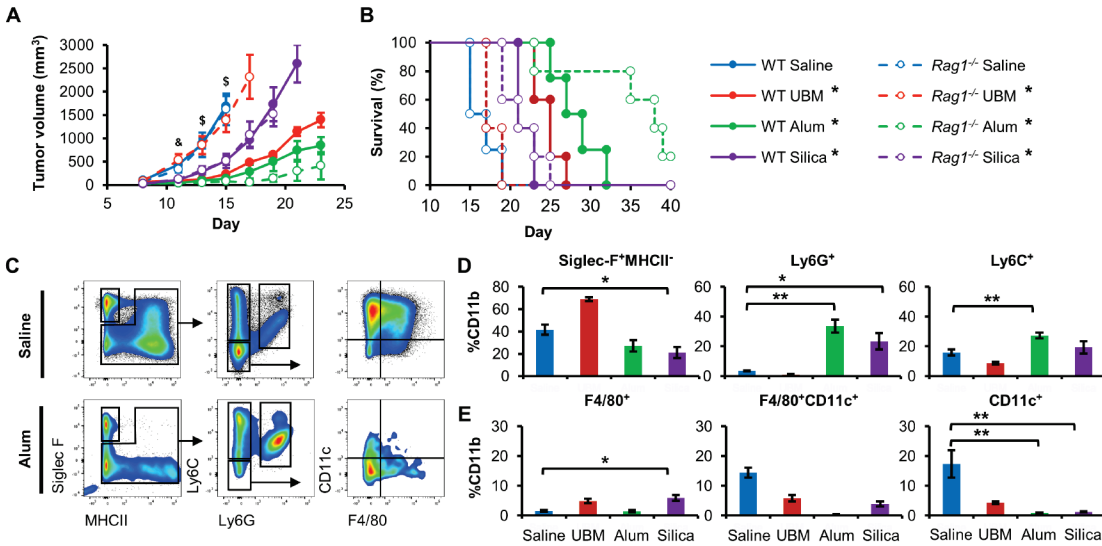 A
Tumor volume (mm³)
3000
2500
2000
1500
1000
500
0
&
$
$
5
10
15
20
25
Day
B
Survival (%)
100
80
60
40
20
0
10
15
20
25
30
35
40
Day
WT Saline
WT UBM *
WT Alum *
WT Silica *
Rag1-/- Saline
Rag1-/- UBM *
Rag1-/- Alum *
Rag1-/- Silica *
C
Saline
Alum
Siglec F
MHCII
Ly6C
Ly6G
CD11c
F4/80
D
%CD11b
Siglec-F⁺MHCII⁻
80
60
40
20
0
*
Ly6G⁺
60
40
20
0
*
**
Ly6C⁺
60
40
20
0
**
E
%CD11b
F4/80⁺
30
20
10
0
*
Saline UBM Alum Silica
F4/80⁺CD11c⁺
30
20
10
0
Saline UBM Alum Silica
CD11c⁺
30
20
10
0
**
**
Saline UBM Alum Silica